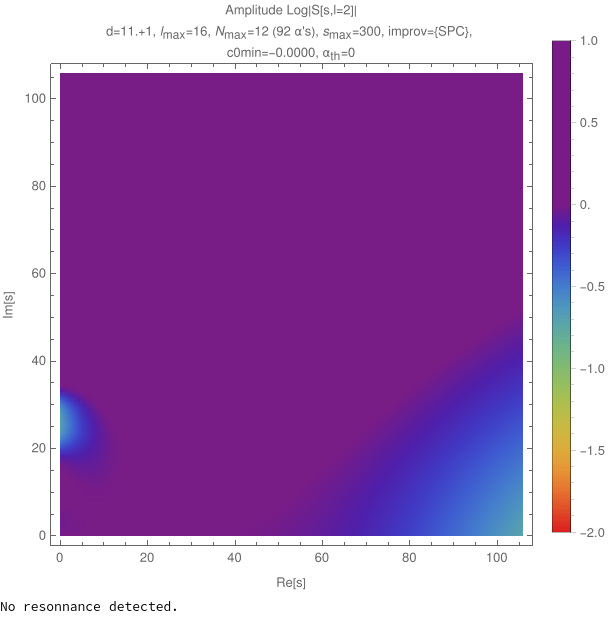 Amplitude Log|S[s,l=2]|
d=11.+1, lmax=16, Nmax=12 (92 α's), smax=300, improv={SPC},
c0min=−0.0000, αth=0
1.0
0.5
0.
−0.5
−1.0
−1.5
−2.0
100
80
60
40
20
0
Im[s]
0 20 40 60 80 100
Re[s]
No resonnance detected.